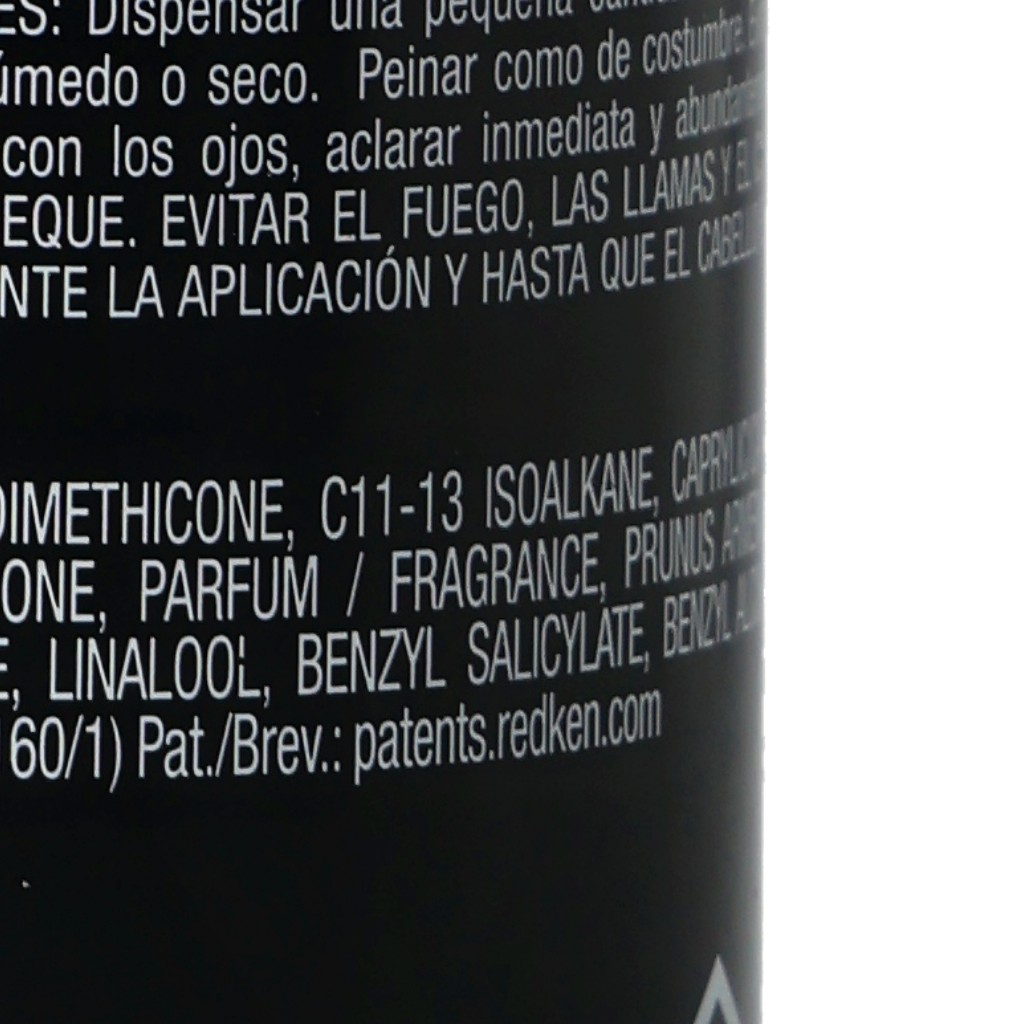 ES: Dispensar una pequeña
úmedo o seco. Peinar como de costumbre.
con los ojos, aclarar inmediata y
EQUE. EVITAR EL FUEGO, LAS LLAMAS Y EL
NTE LA APLICACIÓN Y HASTA QUE EL
DIMETHICONE, C11-13 ISOALKANE,
ONE, PARFUM / FRAGRANCE, PRUNUS
E, LINALOOL, BENZYL SALICYLATE, BENZYL
60/1) Pat./Brev.: patents.redken.com